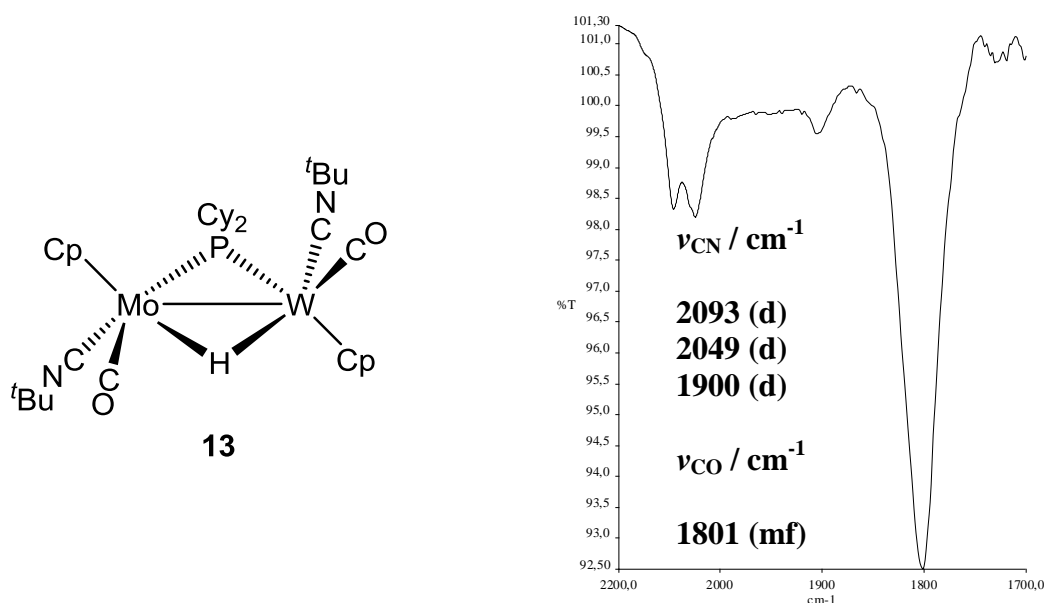 ᵗBu
N
C
CO
Cy₂
P
Cp
Mo
W
C
N
ᵗBu
C
O
H
Cp
13
101,30
101,0
100,5
100,0
99,5
99,0
98,5
98,0
97,5
97,0
96,5
96,0
95,5
95,0
94,5
94,0
93,5
93,0
92,50
%T
νCN / cm⁻¹
2093 (d)
2049 (d)
1900 (d)
νCO / cm⁻¹
1801 (mf)
2200,0
2000
1900
1800
1700,0
cm-1